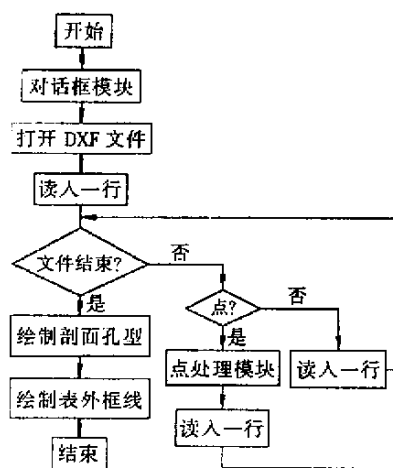 开始
对话框模块
打开 DXF 文件
读入一行
文件结束?
否
点?
否
是
是
绘制剖面孔型
点处理模块
读入一行
绘制表外框线
读入一行
结束